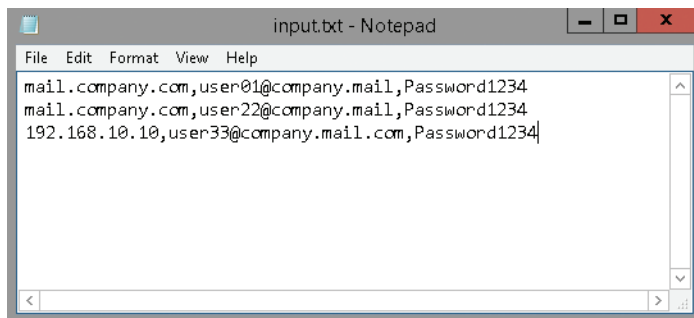 input.txt - Notepad
File Edit Format View Help
mail.company.com,user01@company.mail,Password1234
mail.company.com,user22@company.mail,Password1234
192.168.10.10,user33@company.mail.com,Password1234